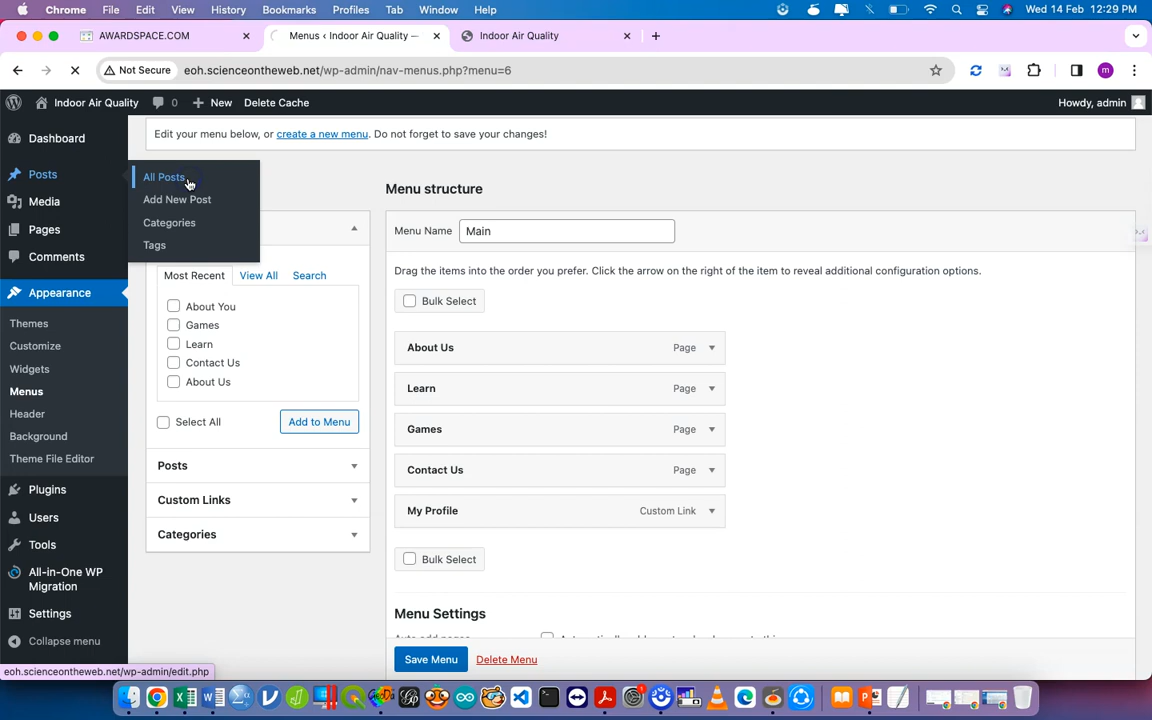 Chrome File Edit View History Bookmarks Profiles Tab Window Help Wed 14 Feb 12:29 PM
AWARDSPACE.COM Menus ‹ Indoor Air Quality — Indoor Air Quality
Not Secure eoh.scienceontheweb.net/wp-admin/nav-menus.php?menu=6
Indoor Air Quality 0 New Delete Cache Howdy, admin
Dashboard
Posts
Media
Pages
Comments
Appearance
Themes
Customize
Widgets
Menus
Header
Background
Theme File Editor
Plugins
Users
Tools
All-in-One WP
Migration
Settings
Collapse menu
All Posts
Add New Post
Categories
Tags
Edit your menu below, or create a new menu. Do not forget to save your changes!
Most Recent View All Search
About You
Games
Learn
Contact Us
About Us
Select All Add to Menu
Posts
Custom Links
Categories
Menu structure
Menu Name Main
Drag the items into the order you prefer. Click the arrow on the right of the item to reveal additional configuration options.
Bulk Select
About Us Page
Learn Page
Games Page
Contact Us Page
My Profile Custom Link
Bulk Select
Menu Settings
Save Menu Delete Menu
eoh.scienceontheweb.net/wp-admin/edit.php